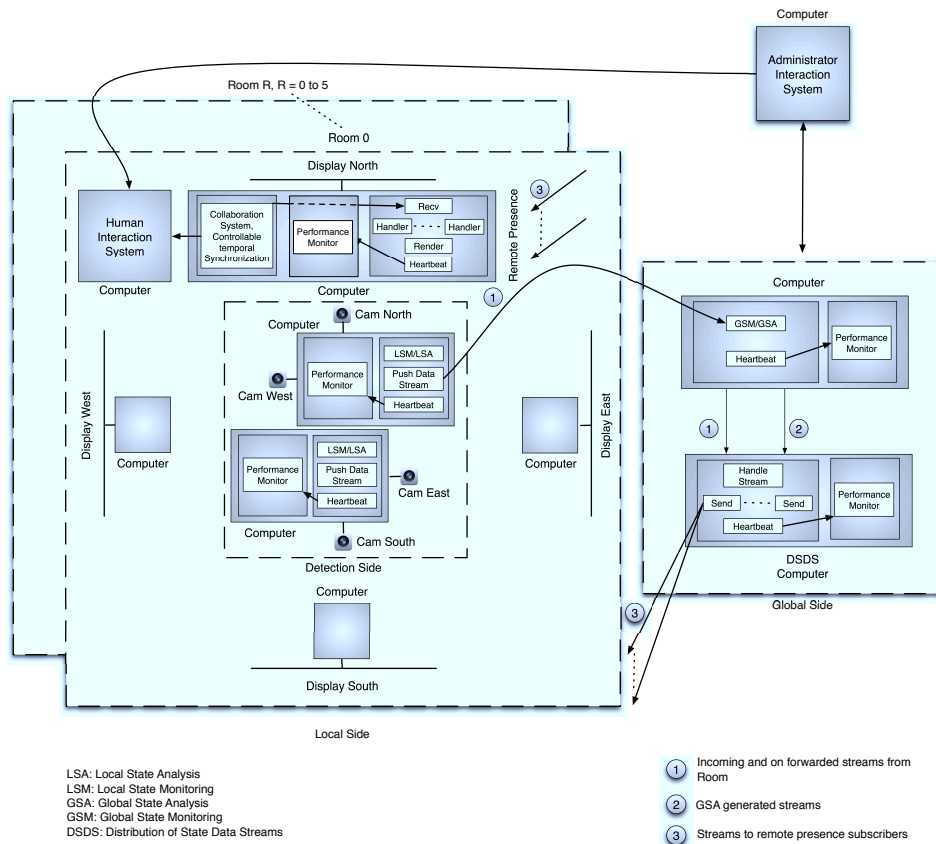 Computer
Administrator
Interaction
System
Room R, R = 0 to 5
Room 0
Display North
Human
Interaction
System
Computer
Collaboration
System,
Controllable
temporal
Synchronization
Performance
Monitor
Recv
Handler
Handler
Render
Heartbeat
Computer
Remote Presence
3
1
Computer
Cam North
Cam West
Performance
Monitor
LSM/LSA
Push Data
Stream
Heartbeat
Performance
Monitor
LSM/LSA
Push Data
Stream
Heartbeat
Cam East
Computer
Cam South
Detection Side
Display West
Computer
Computer
Display East
Computer
Display South
Local Side
Computer
GSM/GSA
Heartbeat
Performance
Monitor
1
2
Handle
Stream
Send
Send
Heartbeat
Performance
Monitor
DSDS
Computer
Global Side
3
LSA: Local State Analysis
LSM: Local State Monitoring
GSA: Global State Analysis
GSM: Global State Monitoring
DSDS: Distribution of State Data Streams
1
Incoming and on forwarded streams from
Room
2
GSA generated streams
3
Streams to remote presence subscribers